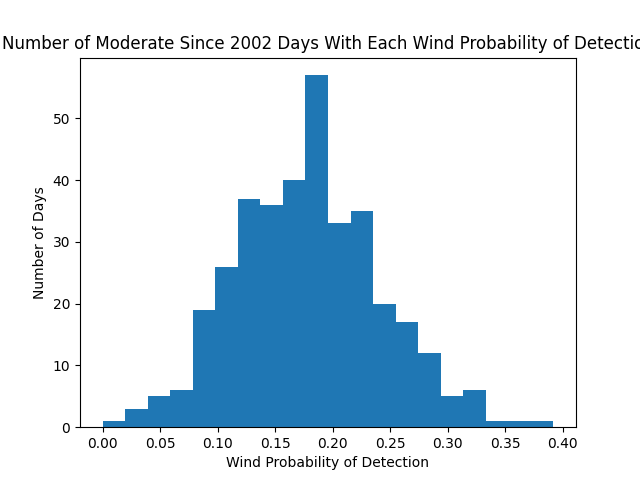 Number of Moderate Since 2002 Days With Each Wind Probability of Detectio
50
40
30
20
10
0
Number of Days
0.00 0.05 0.10 0.15 0.20 0.25 0.30 0.35 0.40
Wind Probability of Detection